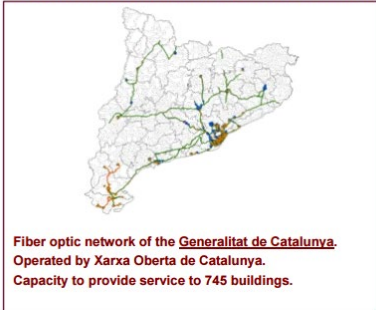 Fiber optic network of the Generalitat de Catalunya.
Operated by Xarxa Oberta de Catalunya.
Capacity to provide service to 745 buildings.